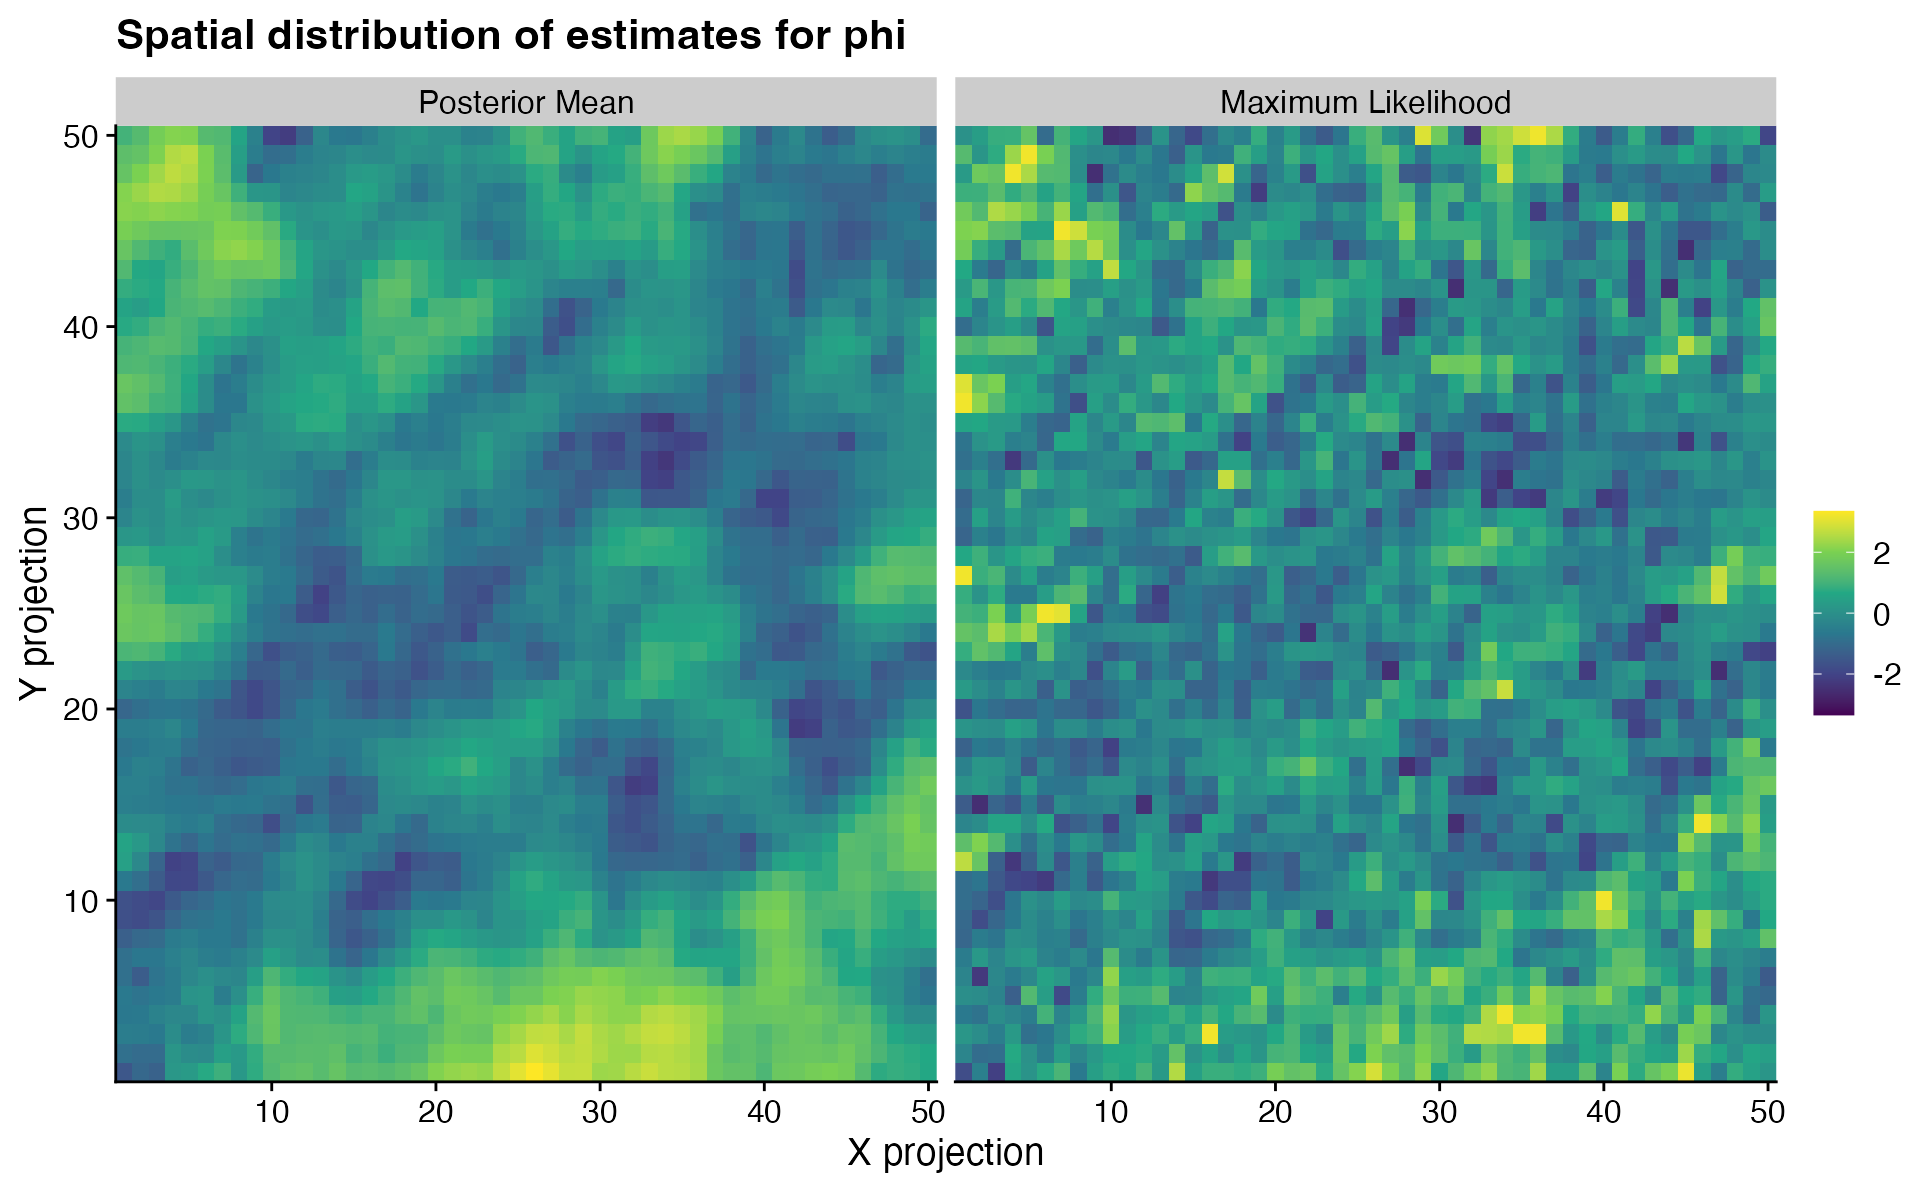 Spatial distribution of estimates for phi
Posterior Mean
Maximum Likelihood
Y projection
50
40
30
20
10
10 20 30 40 50
10 20 30 40 50
X projection
2
0
-2